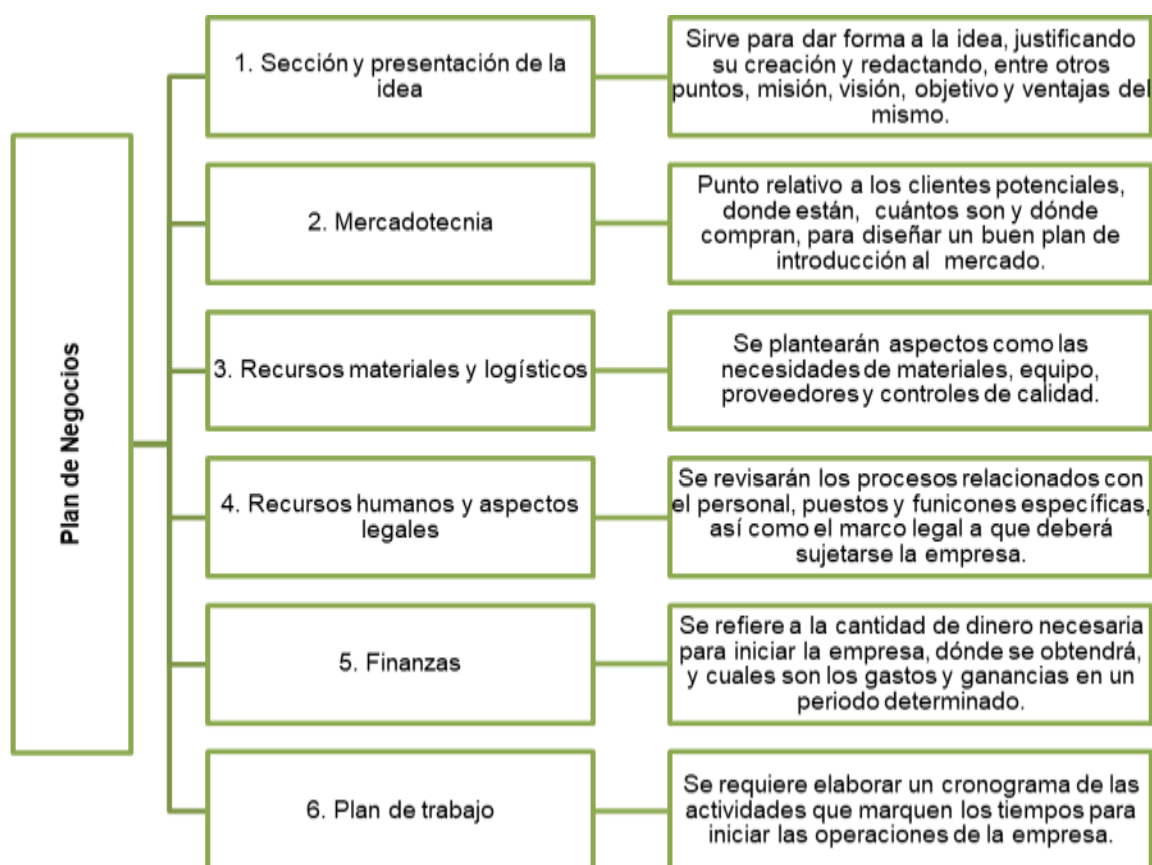 Plan de Negocios
1. Sección y presentación de la
idea
Sirve para dar forma a la idea, justificando
su creación y redactando, entre otros
puntos, misión, visión, objetivo y ventajas del
mismo.
2. Mercadotecnia
Punto relativo a los clientes potenciales,
donde están, cuántos son y dónde
compran, para diseñar un buen plan de
introducción al mercado.
3. Recursos materiales y logísticos
Se plantearán aspectos como las
necesidades de materiales, equipo,
proveedores y controles de calidad.
4. Recursos humanos y aspectos
legales
Se revisarán los procesos relacionados con
el personal, puestos y funicones específicas,
así como el marco legal a que deberá
sujetarse la empresa.
5. Finanzas
Se refiere a la cantidad de dinero necesaria
para iniciar la empresa, dónde se obtendrá,
y cuales son los gastos y ganancias en un
periodo determinado.
6. Plan de trabajo
Se requiere elaborar un cronograma de las
actividades que marquen los tiempos para
iniciar las operaciones de la empresa.